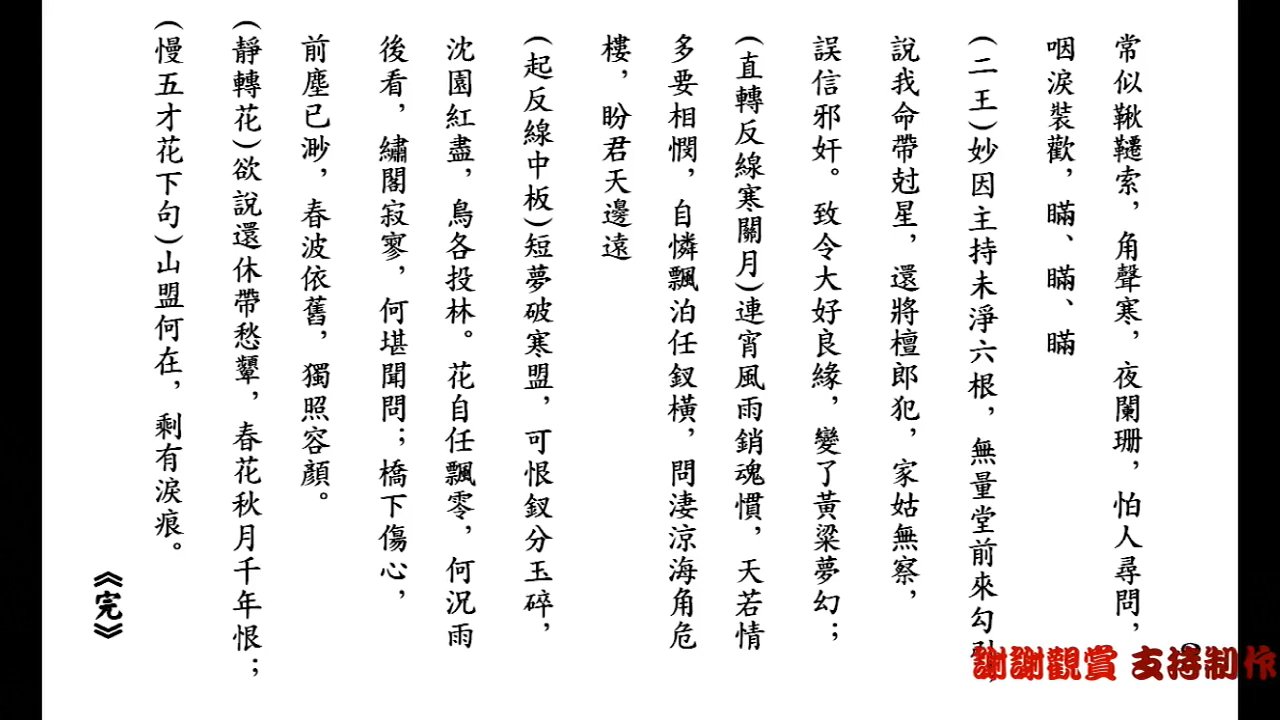 常似鞦韆索，角聲寒，夜闌珊，怕人尋問，
咽淚裝歡，瞞、瞞、瞞
(二王)妙因主持未淨六根，無量堂前來勾
說我命帶尅星，還將檀郎犯，家姑無察，
誤信邪奸。致令大好良緣，變了黃粱夢幻；
(直轉反線寒關月)連宵風雨銷魂慣，天若情
多要相憫，自憐飄泊任釵橫，問淒涼海角危
樓，盼君天邊遠
(起反線中板)短夢破寒盟，可恨釵分玉碎，
沈園紅盡，鳥各投林。花自任飄零，何況雨
後看，繡閣寂寥，何堪聞問；橋下傷心，
前塵已渺，春波依舊，獨照容顏。
(靜轉花)欲說還休帶愁顰，春花秋月千年恨；
(慢五才花下句)山盟何在，剩有淚痕。
《完》
謝謝觀賞 支持制作